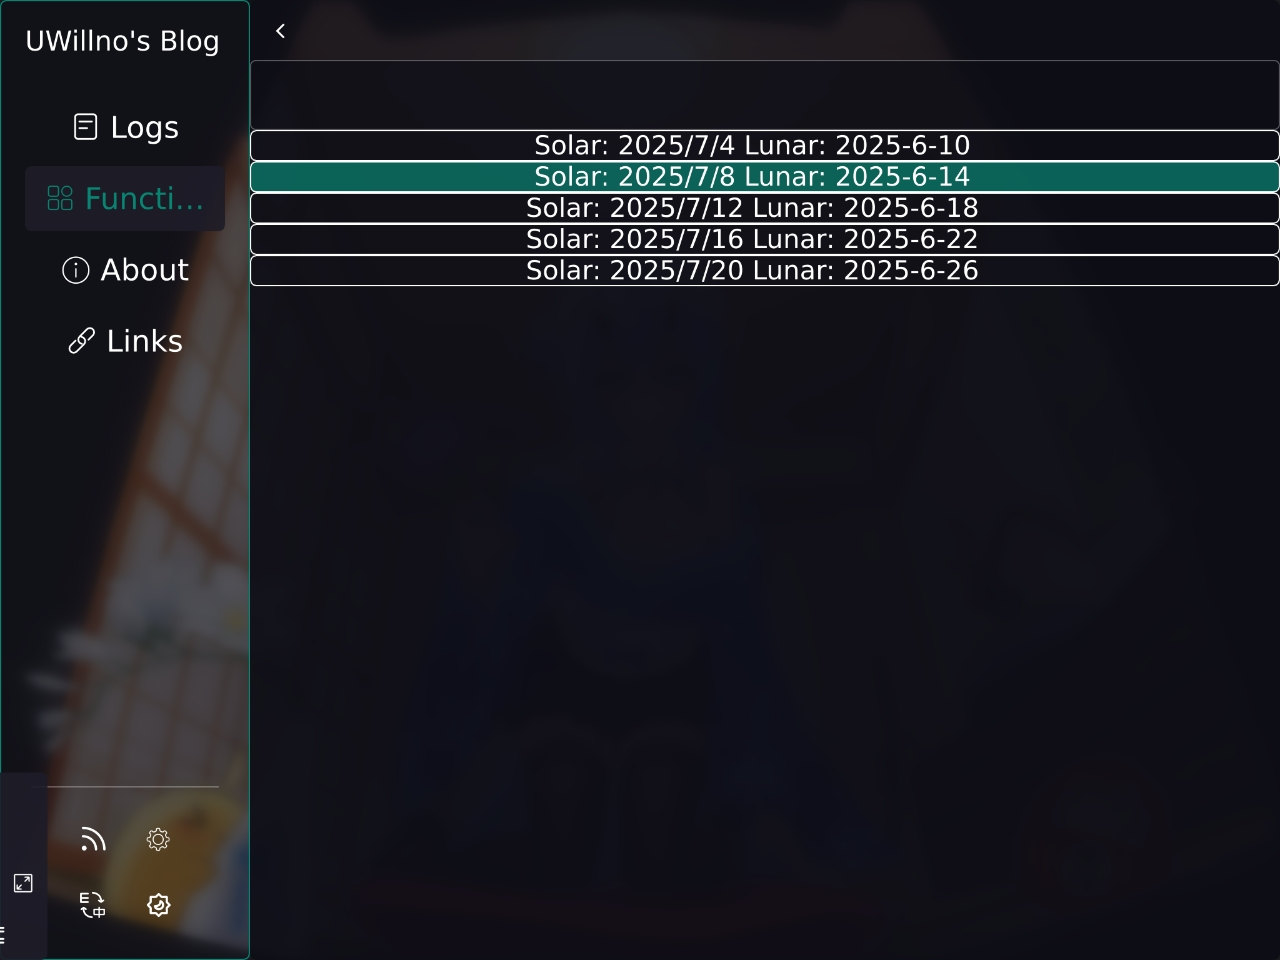 UWillno's Blog
Logs
Functi...
About
Links
Solar: 2025/7/4 Lunar: 2025-6-10
Solar: 2025/7/8 Lunar: 2025-6-14
Solar: 2025/7/12 Lunar: 2025-6-18
Solar: 2025/7/16 Lunar: 2025-6-22
Solar: 2025/7/20 Lunar: 2025-6-26